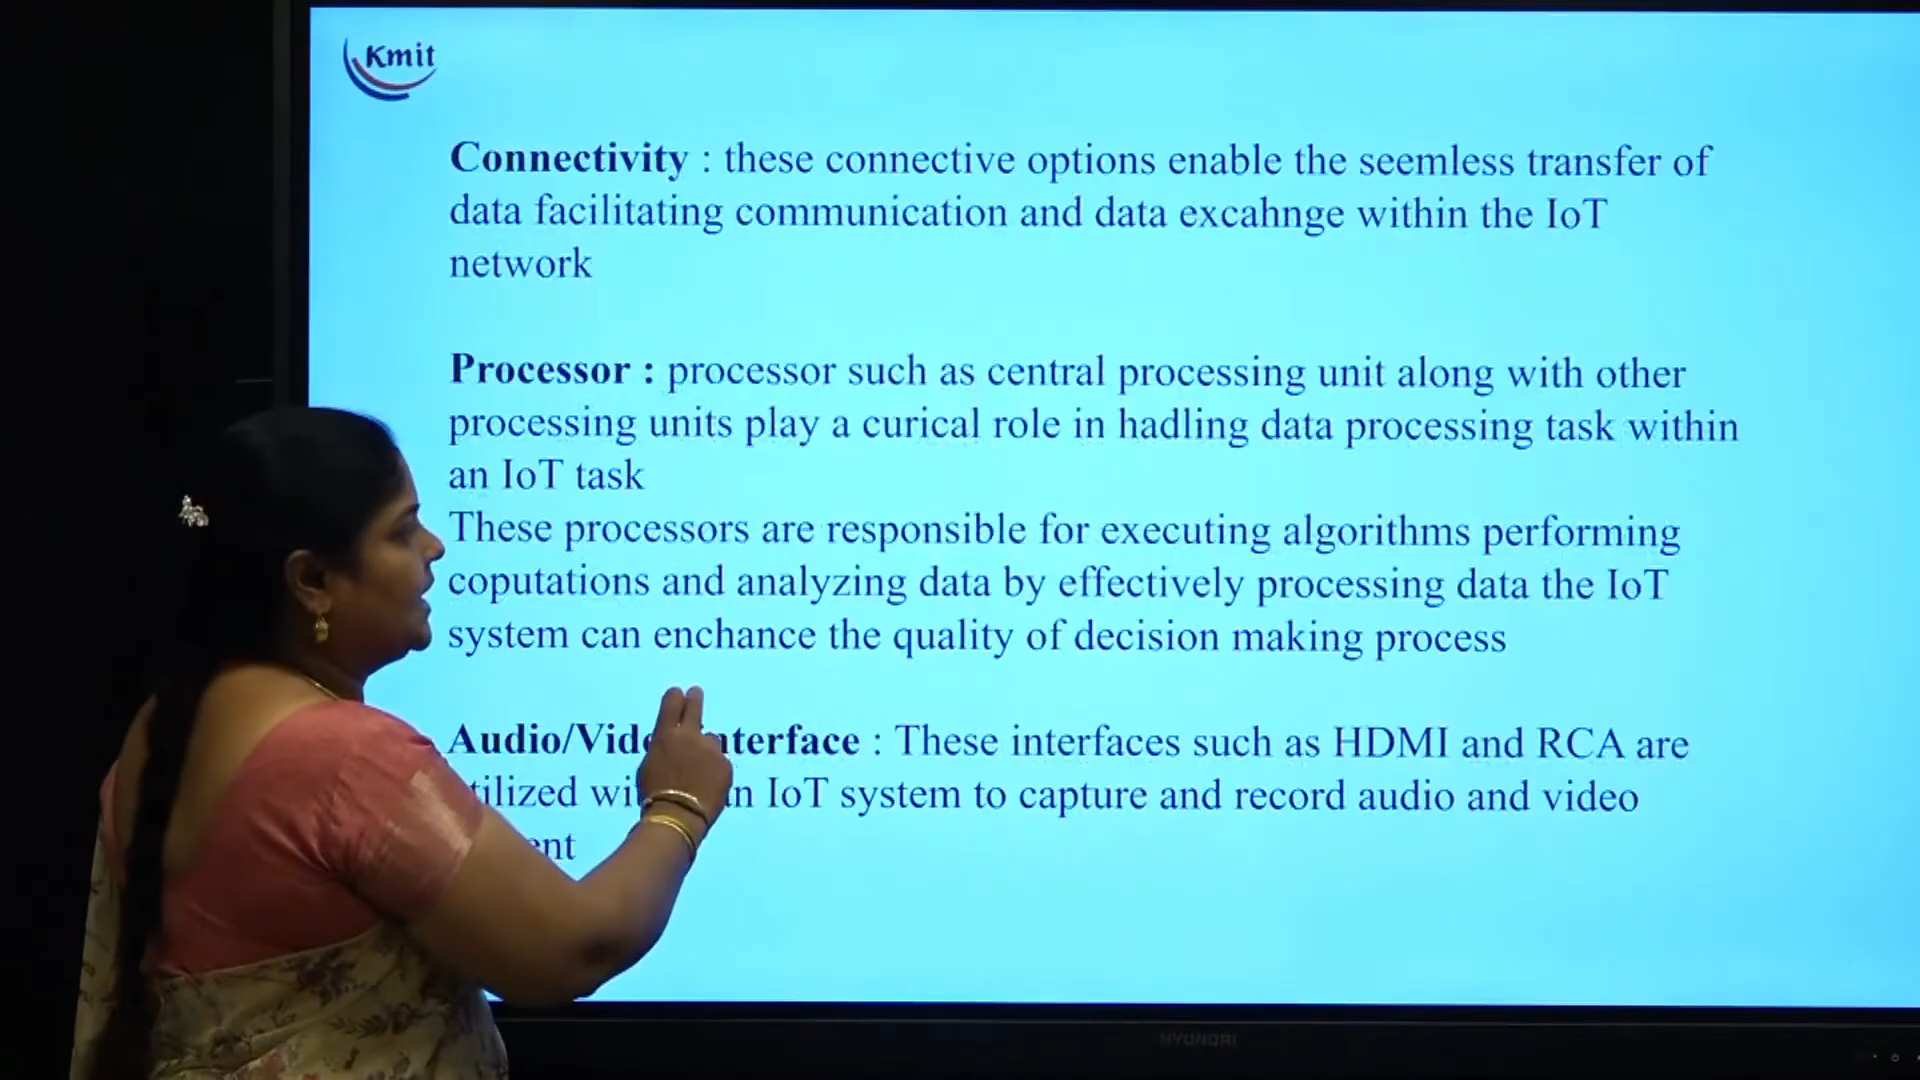 Kmit
Connectivity : these connective options enable the seemless transfer of
data facilitating communication and data excahnge within the IoT
network
Processor : processor such as central processing unit along with other
processing units play a curical role in hadling data processing task within
an IoT task
These processors are responsible for executing algorithms performing
coputations and analyzing data by effectively processing data the IoT
system can enchance the quality of decision making process
Audio/Video interface : These interfaces such as HDMI and RCA are
IoT system to capture and record audio and video
HYUNDAI